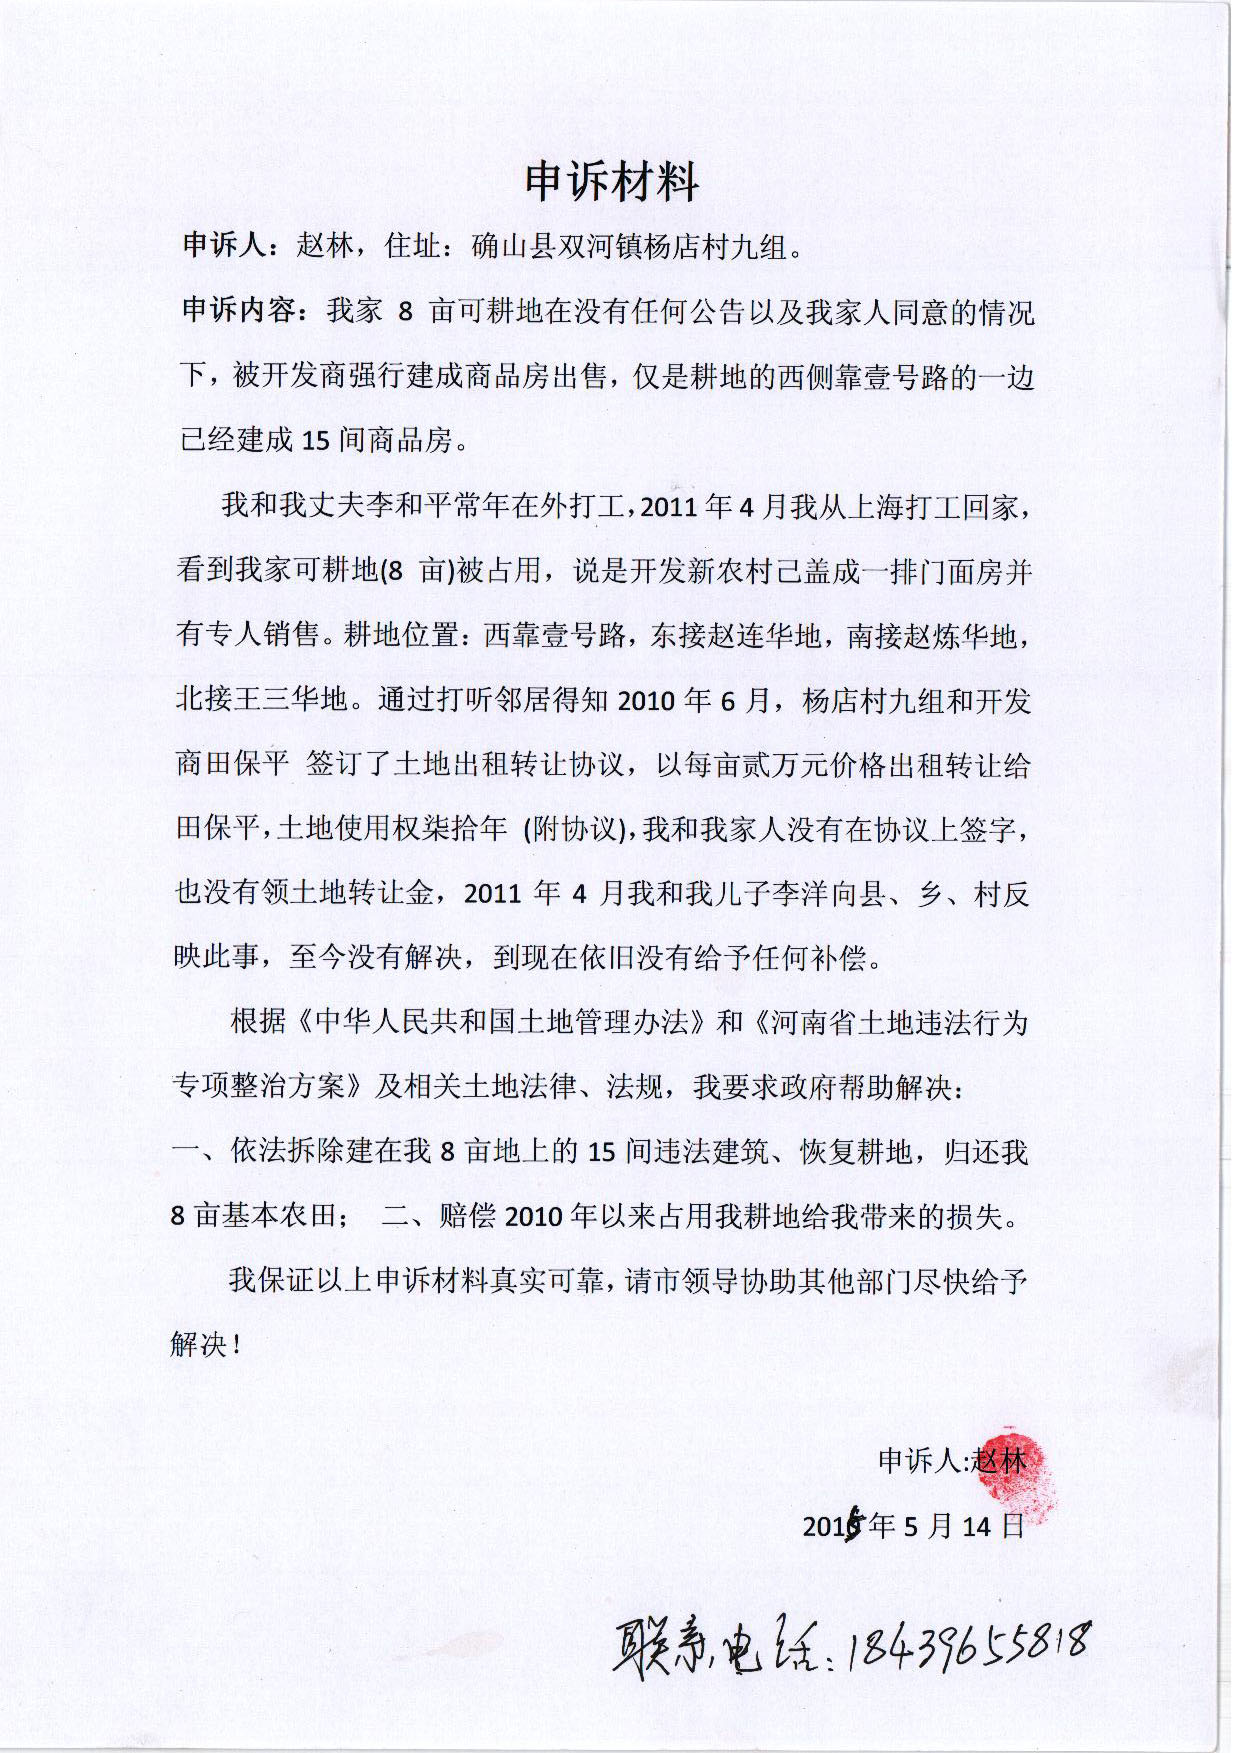 申诉材料
申诉人：赵林，住址：确山县双河镇杨店村九组。
申诉内容：我家 8 亩可耕地在没有任何公告以及我家人同意的情况
下，被开发商强行建成商品房出售，仅是耕地的西侧靠壹号路的一边
已经建成 15 间商品房。
我和我丈夫李和平常年在外打工，2011 年 4 月我从上海打工回家，
看到我家可耕地(8 亩)被占用，说是开发新农村己盖成一排门面房并
有专人销售。耕地位置：西靠壹号路，东接赵连华地，南接赵炼华地，
北接王三华地。通过打听邻居得知 2010 年 6 月，杨店村九组和开发
商田保平 签订了土地出租转让协议，以每亩贰万元价格出租转让给
田保平，土地使用权柒拾年 (附协议)，我和我家人没有在协议上签字，
也没有领土地转让金，2011 年 4 月我和我儿子李洋向县、乡、村反
映此事，至今没有解决，到现在依旧没有给予任何补偿。
根据《中华人民共和国土地管理办法》和《河南省土地违法行为
专项整治方案》及相关土地法律、法规，我要求政府帮助解决：
一、依法拆除建在我 8 亩地上的 15 间违法建筑、恢复耕地，归还我
8 亩基本农田； 二、赔偿 2010 年以来占用我耕地给我带来的损失。
我保证以上申诉材料真实可靠，请市领导协助其他部门尽快给予
解决！
申诉人:赵林
2015 年 5 月 14 日
联系电话：18439655818